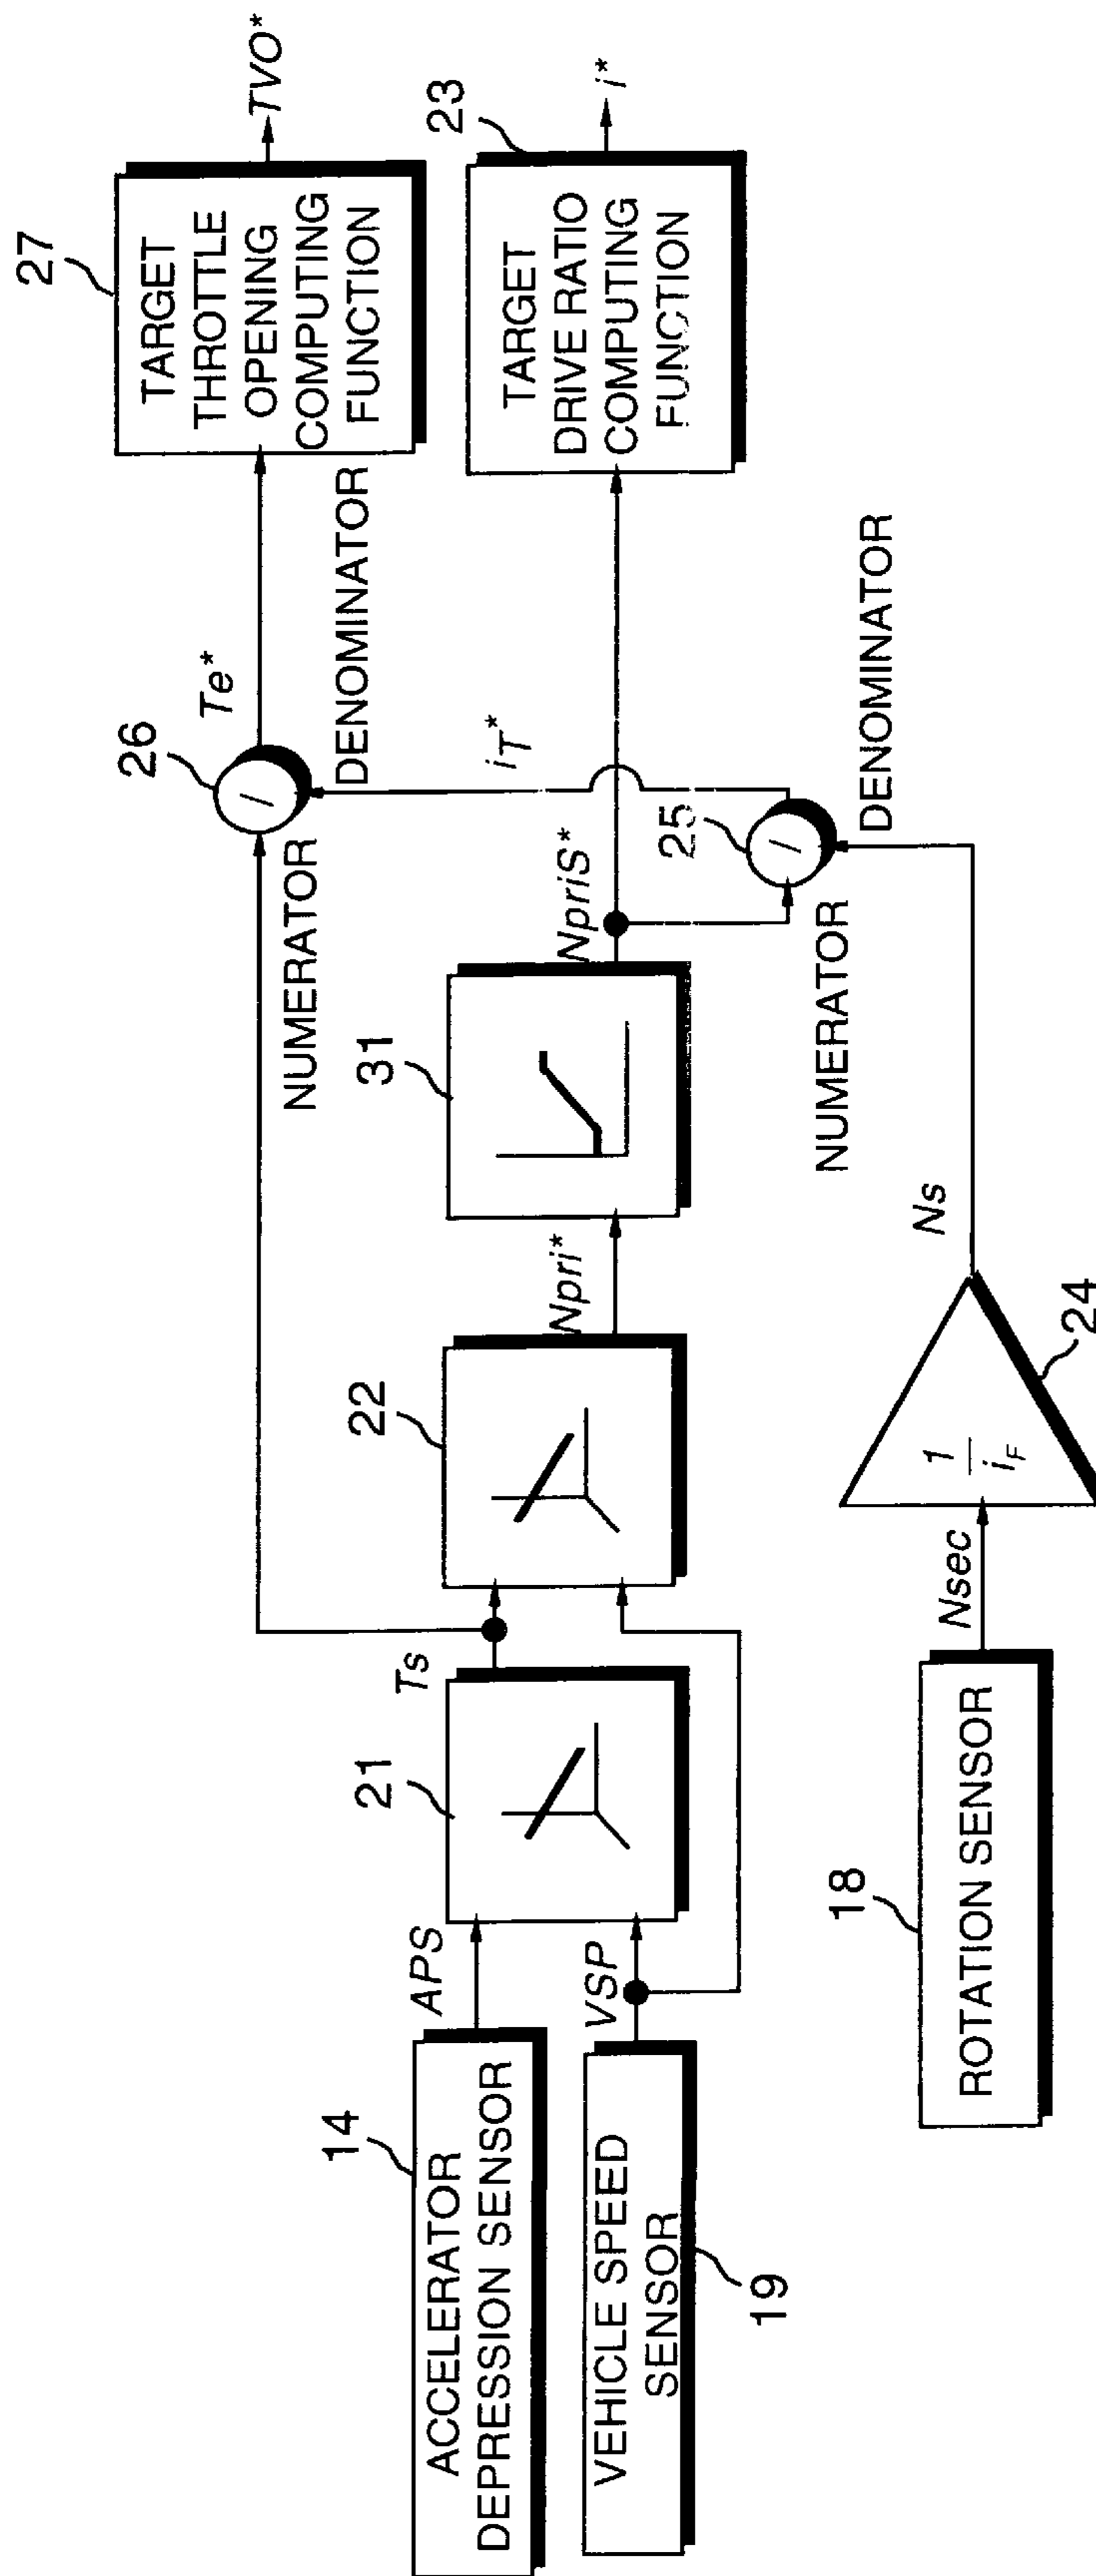 14
ACCELERATOR
DEPRESSION SENSOR
APS
VEHICLE SPEED
SENSOR
19
VSP
21
Ts
22
Npri*
31
NpriS*
NUMERATOR
26
Te*
DENOMINATOR
27
TARGET
THROTTLE
OPENING
COMPUTING
FUNCTION
TVO*
23
TARGET
DRIVE RATIO
COMPUTING
FUNCTION
i*
iT*
25
NUMERATOR
DENOMINATOR
18
ROTATION SENSOR
Nsec
1
iF
24
Ns
/
/